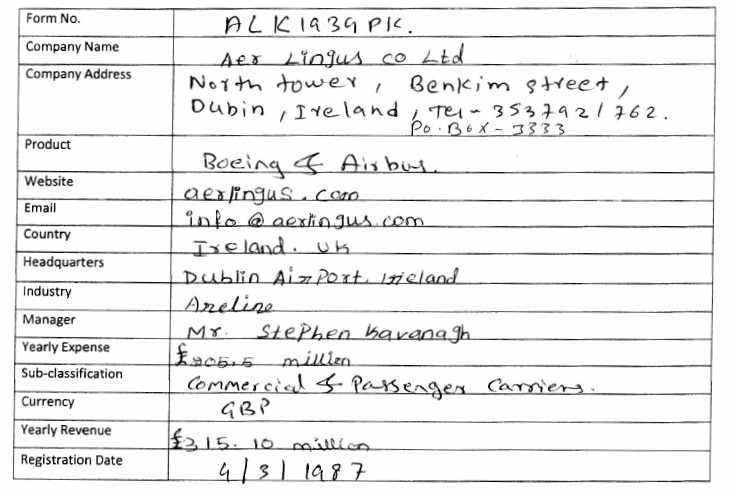 Form No. ALK1939PK.
Company Name Aer Lingus co Ltd
Company Address North tower, Benkim street,
Dubin, Ireland, Tel - 3537921762.
Po. Box - 3333
Product Boeing & Airbus.
Website aerlingus.com
Email info@aerlingus.com
Country Ireland. UK
Headquarters Dublin Airport, Ireland
Industry Areline
Manager Mr. Stephen Kavanagh
Yearly Expense million
Sub-classification Commercial & Passenger Carriers.
Currency GBP
Yearly Revenue £315.10 million
Registration Date 4/3/1987